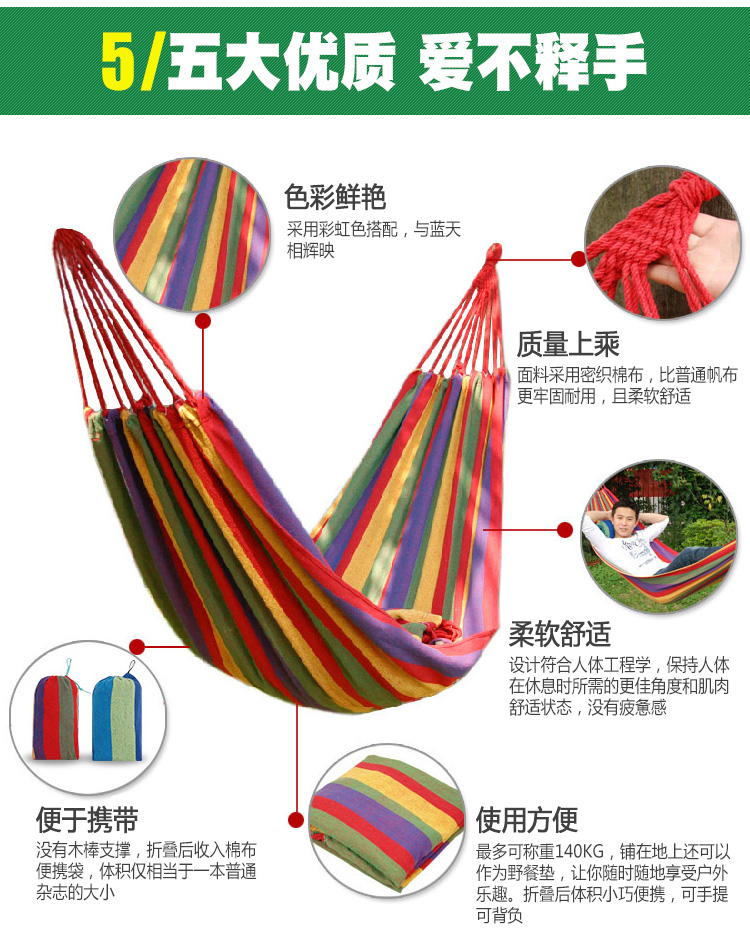 5/五大优质 爱不释手
色彩鲜艳
采用彩虹色搭配，与蓝天
相辉映
质量上乘
面料采用密织棉布，比普通帆布
更牢固耐用，且柔软舒适
柔软舒适
设计符合人体工程学，保持人体
在休息时所需的更佳角度和肌肉
舒适状态，没有疲惫感
便于携带
没有木棒支撑，折叠后收入棉布
便携袋，体积仅相当于一本普通
杂志的大小
使用方便
最多可称重140KG，铺在地上还可以
作为野餐垫，让你随时随地享受户外
乐趣。折叠后体积小巧便携，可手提
可背负